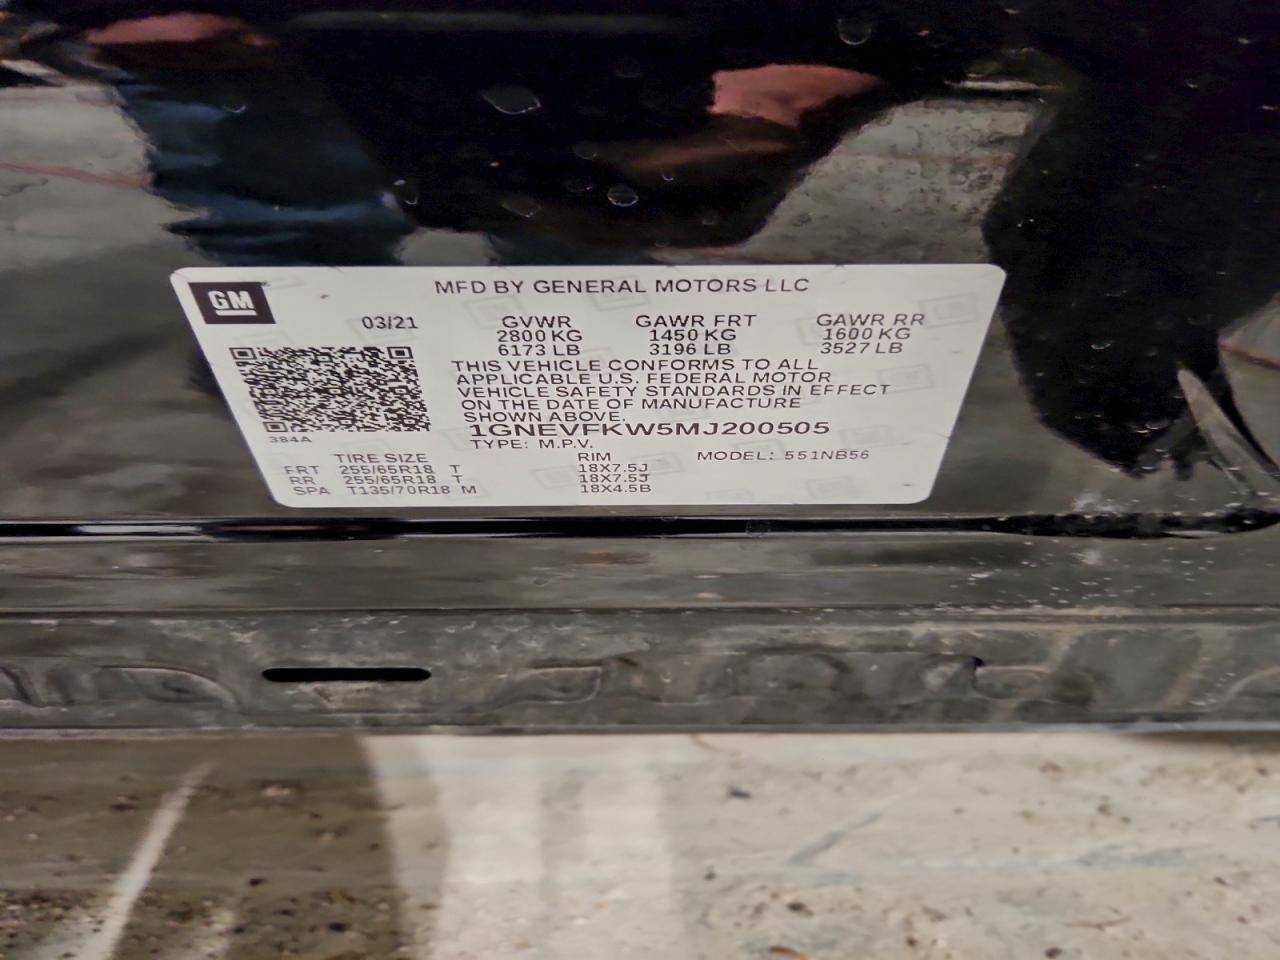 GM
MFD BY GENERAL MOTORS LLC
03/21 GVWR GAWR FRT GAWR RR
2800 KG 1450 KG 1600 KG
6173 LB 3196 LB 3527 LB
THIS VEHICLE CONFORMS TO ALL
APPLICABLE U.S. FEDERAL MOTOR
VEHICLE SAFETY STANDARDS IN EFFECT
ON THE DATE OF MANUFACTURE
SHOWN ABOVE.
1GNEVFKW5MJ200505
384A TYPE: M.P.V.
TIRE SIZE RIM MODEL: 551NB56
FRT 255/65R18 T 18X7.5J
RR 255/65R18 T 18X7.5J
SPA T135/70R18 M 18X4.5B